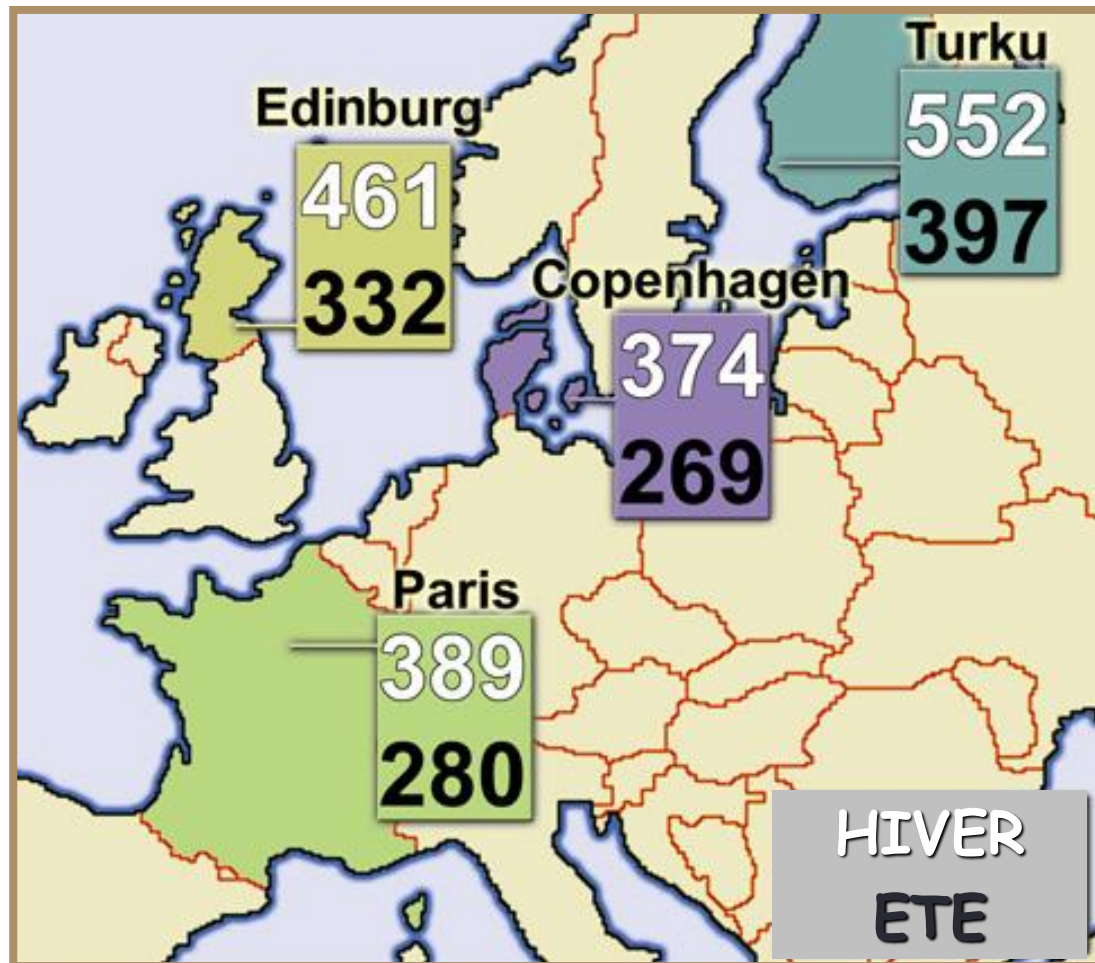 Turku
552
397
Edinburg
461
332
Copenhagen
374
269
Paris
389
280
HIVER
ETE